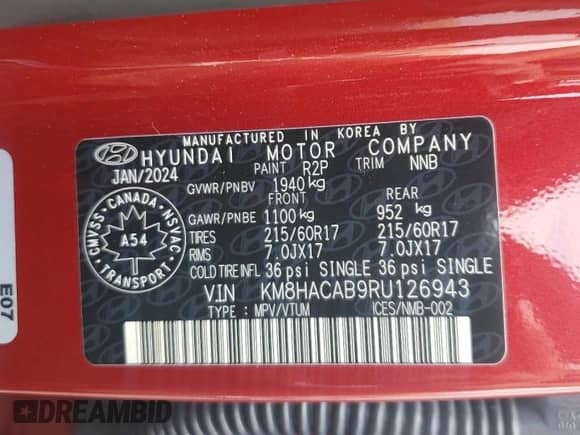 MANUFACTURED IN KOREA BY
HYUNDAI MOTOR COMPANY
JAN/2024 PAINT R2P TRIM NNB
GVWR/PNBV 1940 kg
FRONT REAR
GAWR/PNBE 1100 kg 952 kg
TIRES 215/60R17 215/60R17
RIMS 7.0JX17 7.0JX17
COLD TIRE INFL 36 psi SINGLE 36 psi SINGLE
VIN KM8HACAB9RU126943
TYPE : MPV/VTUM ICES/NMB-002
CMVSS · CANADA · NSVAC
A54
TRANSPORT
E07
DREAMBID